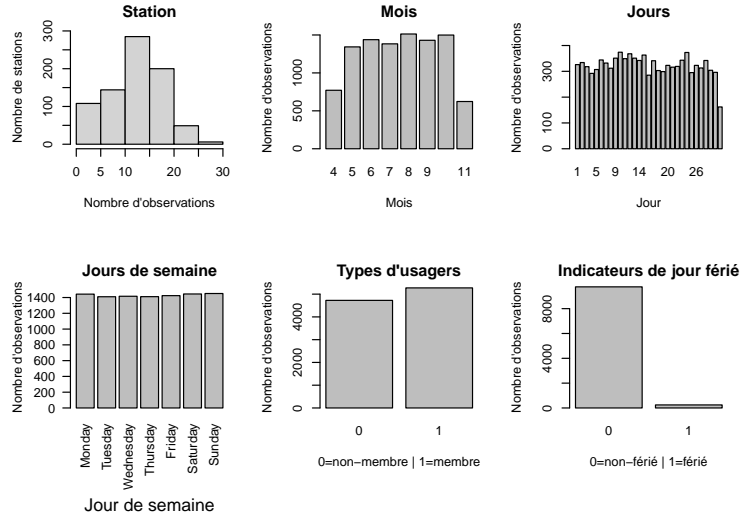 Station
Nombre de stations
0
100
200
300
0
5
10
20
30
Nombre d'observations
Mois
Nombre d'observations
0
500
1000
4
5
6
7
8
9
11
Mois
Jours
Nombre d'observations
0
100
300
1
5
9
14
20
26
Jour
Jours de semaine
Nombre d'observations
0
200
400
600
800
1000
1200
1400
Monday
Tuesday
Wednesday
Thursday
Friday
Saturday
Sunday
Jour de semaine
Types d'usagers
Nombre d'observations
0
2000
4000
0
1
0=non−membre | 1=membre
Indicateurs de jour férié
Nombre d'observations
0
4000
8000
0
1
0=non−férié | 1=férié